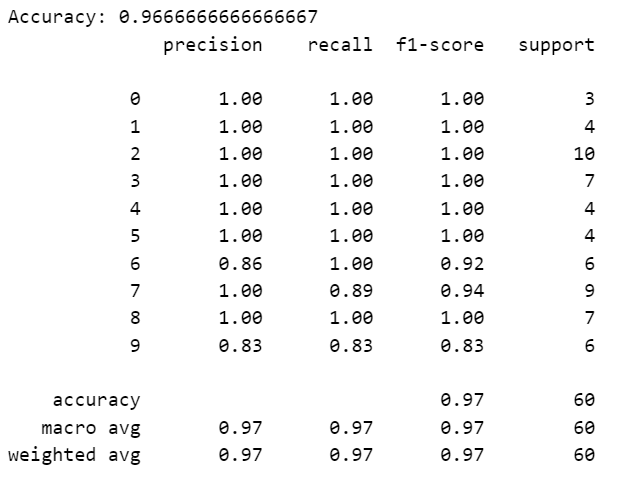 Accuracy: 0.9666666666666667
precision recall f1-score support
0 1.00 1.00 1.00 3
1 1.00 1.00 1.00 4
2 1.00 1.00 1.00 10
3 1.00 1.00 1.00 7
4 1.00 1.00 1.00 4
5 1.00 1.00 1.00 4
6 0.86 1.00 0.92 6
7 1.00 0.89 0.94 9
8 1.00 1.00 1.00 7
9 0.83 0.83 0.83 6
accuracy 0.97 60
macro avg 0.97 0.97 0.97 60
weighted avg 0.97 0.97 0.97 60